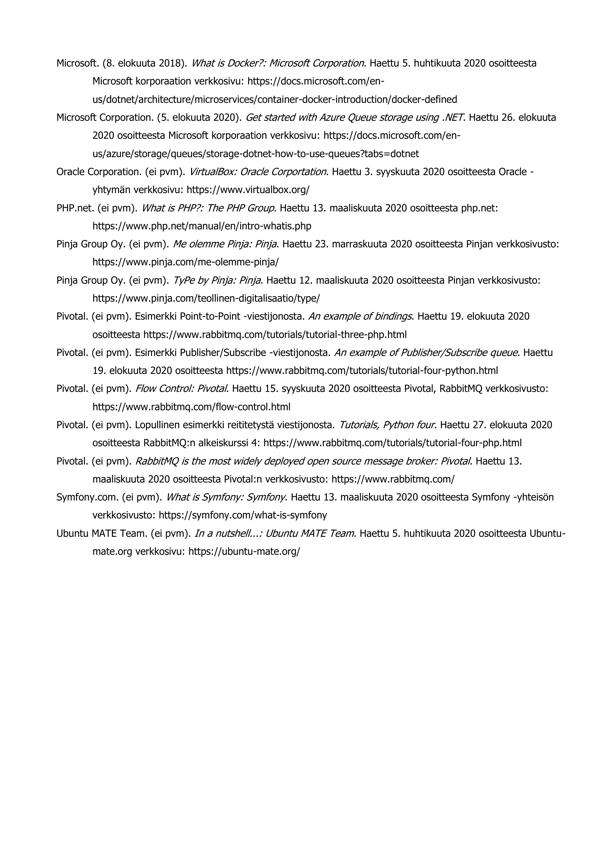 Microsoft. (8. elokuuta 2018). What is Docker?: Microsoft Corporation. Haettu 5. huhtikuuta 2020 osoitteesta
Microsoft korporaation verkkosivu: https://docs.microsoft.com/en-
us/dotnet/architecture/microservices/container-docker-introduction/docker-defined
Microsoft Corporation. (5. elokuuta 2020). Get started with Azure Queue storage using .NET. Haettu 26. elokuuta
2020 osoitteesta Microsoft korporaation verkkosivu: https://docs.microsoft.com/en-
us/azure/storage/queues/storage-dotnet-how-to-use-queues?tabs=dotnet
Oracle Corporation. (ei pvm). VirtualBox: Oracle Corportation. Haettu 3. syyskuuta 2020 osoitteesta Oracle -
yhtymän verkkosivu: https://www.virtualbox.org/
PHP.net. (ei pvm). What is PHP?: The PHP Group. Haettu 13. maaliskuuta 2020 osoitteesta php.net:
https://www.php.net/manual/en/intro-whatis.php
Pinja Group Oy. (ei pvm). Me olemme Pinja: Pinja. Haettu 23. marraskuuta 2020 osoitteesta Pinjan verkkosivusto:
https://www.pinja.com/me-olemme-pinja/
Pinja Group Oy. (ei pvm). TyPe by Pinja: Pinja. Haettu 12. maaliskuuta 2020 osoitteesta Pinjan verkkosivusto:
https://www.pinja.com/teollinen-digitalisaatio/type/
Pivotal. (ei pvm). Esimerkki Point-to-Point -viestijonosta. An example of bindings. Haettu 19. elokuuta 2020
osoitteesta https://www.rabbitmq.com/tutorials/tutorial-three-php.html
Pivotal. (ei pvm). Esimerkki Publisher/Subscribe -viestijonosta. An example of Publisher/Subscribe queue. Haettu
19. elokuuta 2020 osoitteesta https://www.rabbitmq.com/tutorials/tutorial-four-python.html
Pivotal. (ei pvm). Flow Control: Pivotal. Haettu 15. syyskuuta 2020 osoitteesta Pivotal, RabbitMQ verkkosivusto:
https://www.rabbitmq.com/flow-control.html
Pivotal. (ei pvm). Lopullinen esimerkki reititetystä viestijonosta. Tutorials, Python four. Haettu 27. elokuuta 2020
osoitteesta RabbitMQ:n alkeiskurssi 4: https://www.rabbitmq.com/tutorials/tutorial-four-php.html
Pivotal. (ei pvm). RabbitMQ is the most widely deployed open source message broker: Pivotal. Haettu 13.
maaliskuuta 2020 osoitteesta Pivotal:n verkkosivusto: https://www.rabbitmq.com/
Symfony.com. (ei pvm). What is Symfony: Symfony. Haettu 13. maaliskuuta 2020 osoitteesta Symfony -yhteisön
verkkosivusto: https://symfony.com/what-is-symfony
Ubuntu MATE Team. (ei pvm). In a nutshell...: Ubuntu MATE Team. Haettu 5. huhtikuuta 2020 osoitteesta Ubuntu-
mate.org verkkosivu: https://ubuntu-mate.org/